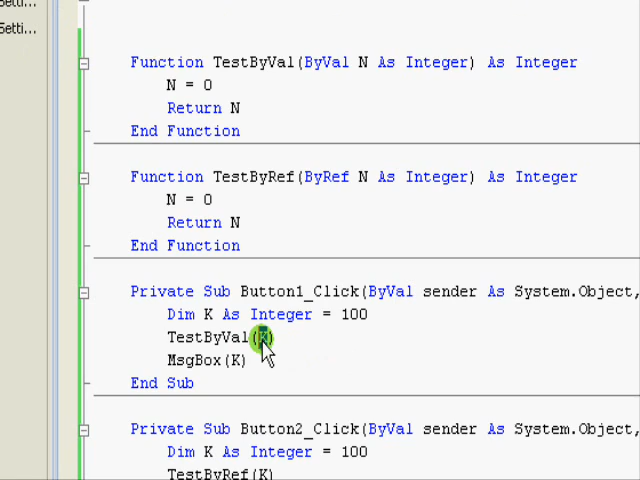 Setti...
Setti...
Function TestByVal(ByVal N As Integer) As Integer
N = 0
Return N
End Function
Function TestByRef(ByRef N As Integer) As Integer
N = 0
Return N
End Function
Private Sub Button1_Click(ByVal sender As System.Object,
Dim K As Integer = 100
TestByVal(K)
MsgBox(K)
End Sub
Private Sub Button2_Click(ByVal sender As System.Object,
Dim K As Integer = 100
TestByRef(K)